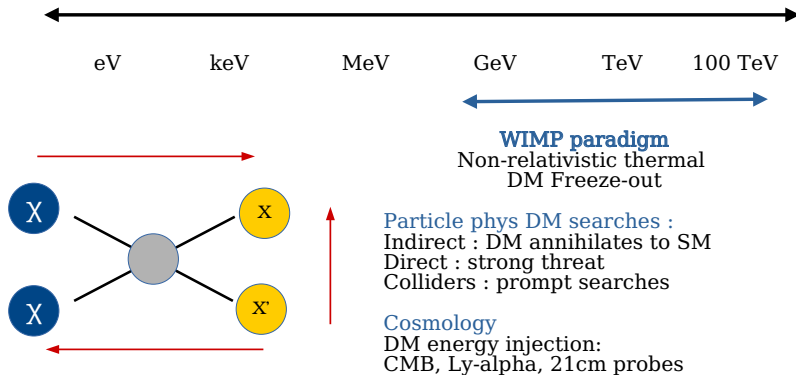 eV keV MeV GeV TeV 100 TeV
WIMP paradigm
Non-relativistic thermal
DM Freeze-out
χ X
Particle phys DM searches :
Indirect : DM annihilates to SM
Direct : strong threat
Colliders : prompt searches
χ X'
Cosmology
DM energy injection:
CMB, Ly-alpha, 21cm probes